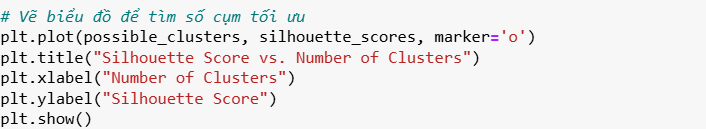 # Vẽ biểu đồ để tìm số cụm tối ưu
plt.plot(possible_clusters, silhouette_scores, marker='o')
plt.title("Silhouette Score vs. Number of Clusters")
plt.xlabel("Number of Clusters")
plt.ylabel("Silhouette Score")
plt.show()